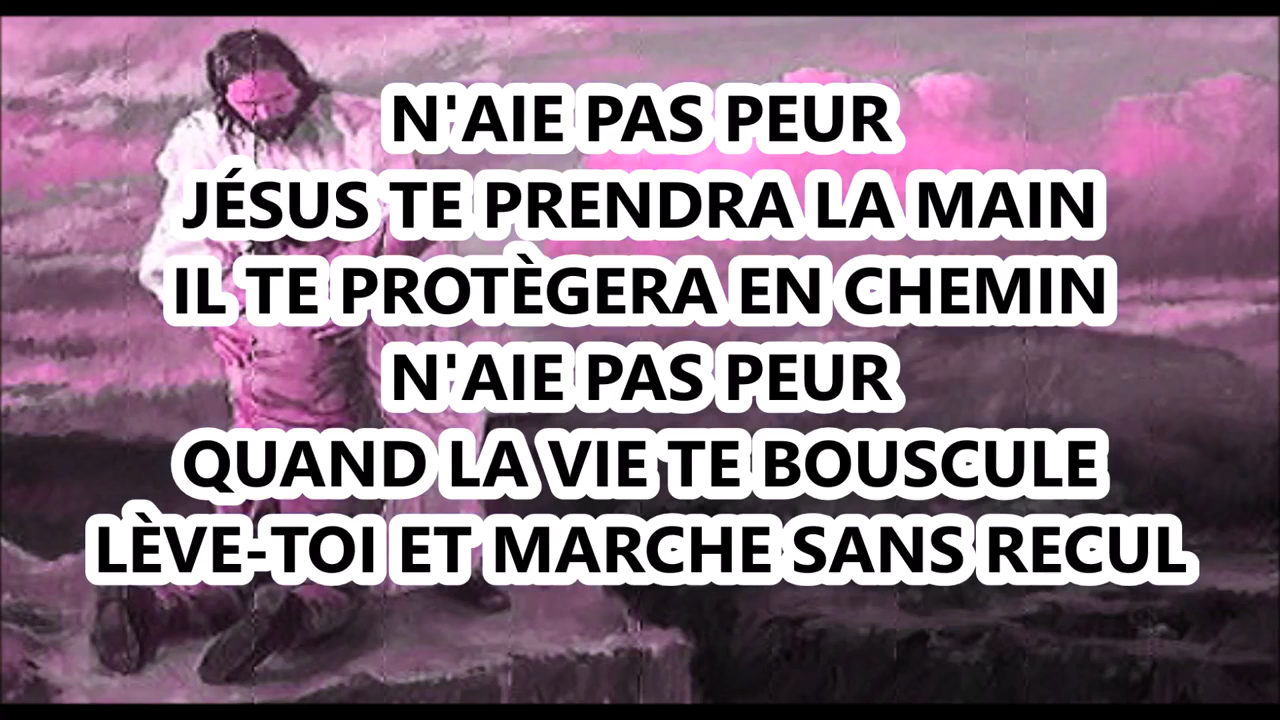 N'AIE PAS PEUR
JÉSUS TE PRENDRA LA MAIN
IL TE PROTÈGERA EN CHEMIN
N'AIE PAS PEUR
QUAND LA VIE TE BOUSCULE
LÈVE-TOI ET MARCHE SANS RECUL